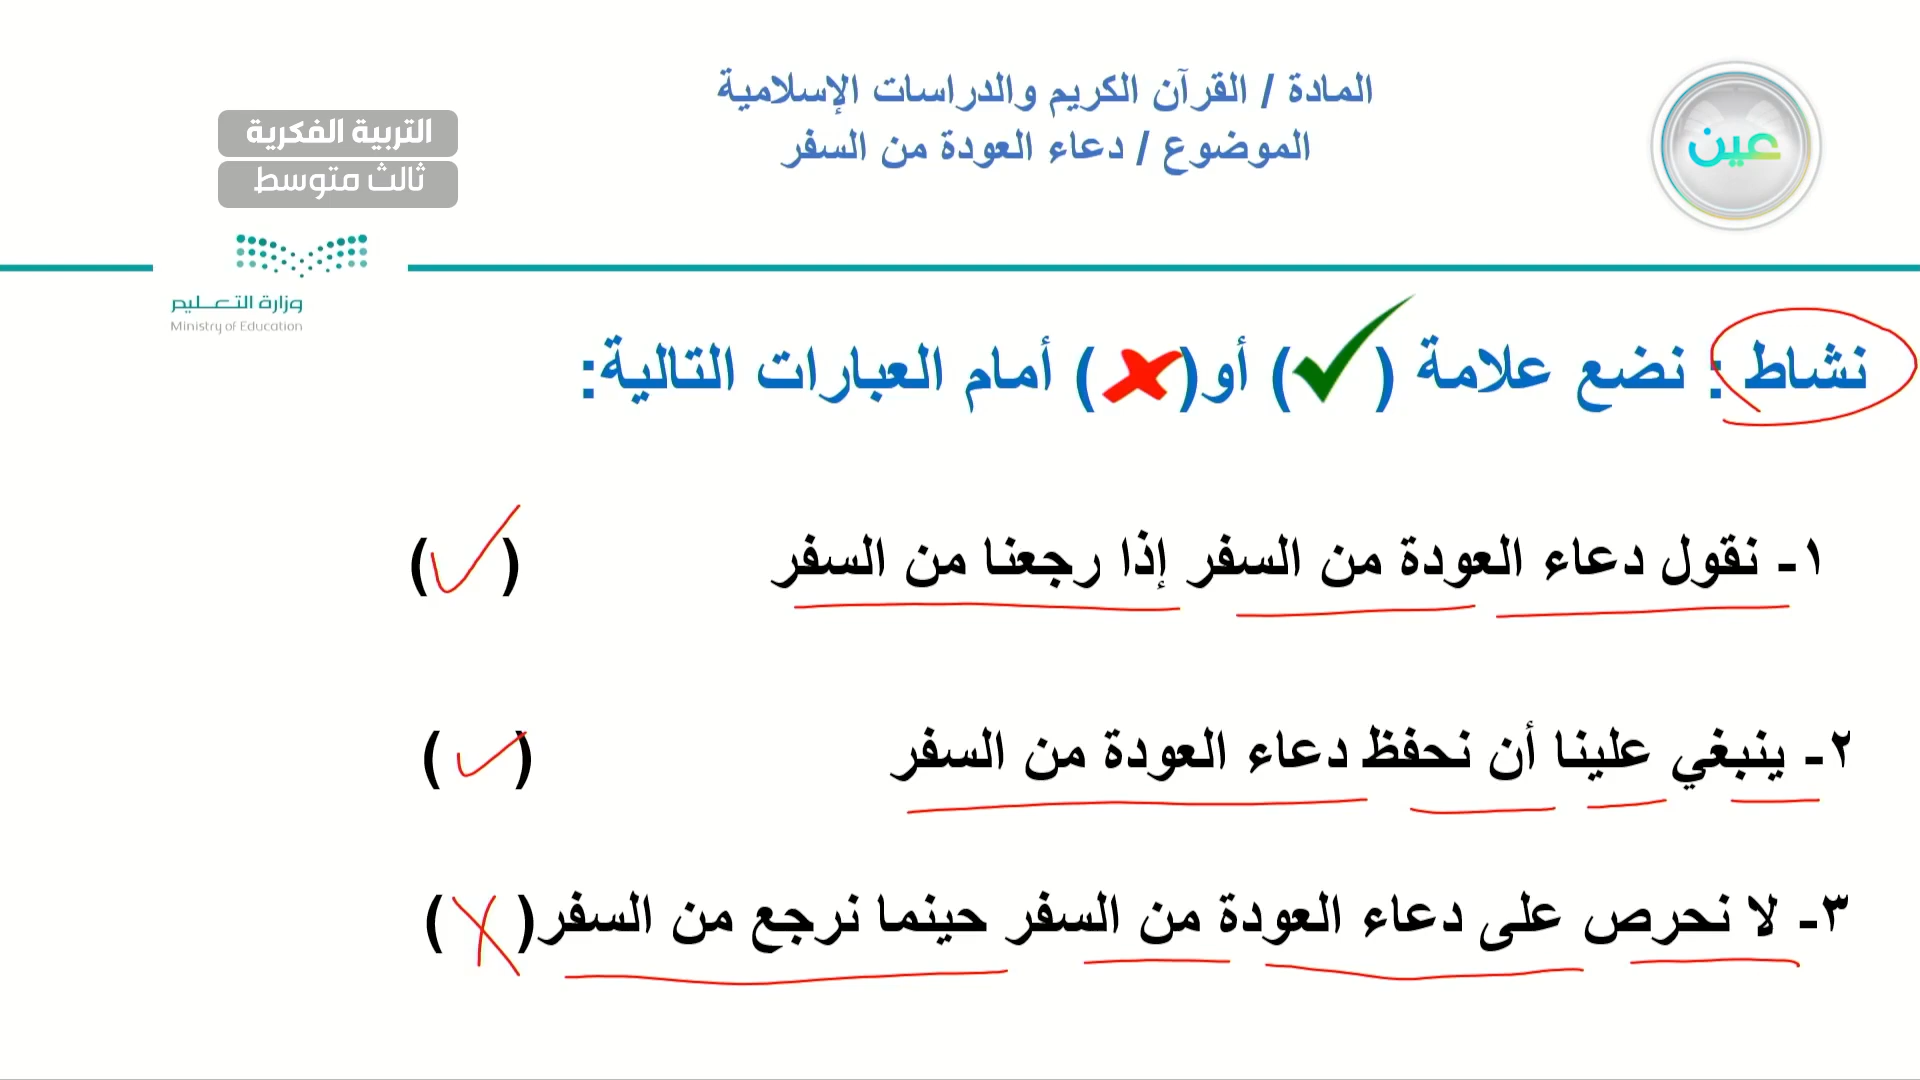 المادة / القرآن الكريم والدراسات الإسلامية
الموضوع / دعاء العودة من السفر
عين
التربية الفكرية
ثالث متوسط
وزارة التعليم
Ministry of Education
نشاط : نضع علامة (✓) أو(✗) أمام العبارات التالية:
١- نقول دعاء العودة من السفر إذا رجعنا من السفر (✓)
٢- ينبغي علينا أن نحفظ دعاء العودة من السفر (✓)
٣- لا نحرص على دعاء العودة من السفر حينما نرجع من السفر(✗)